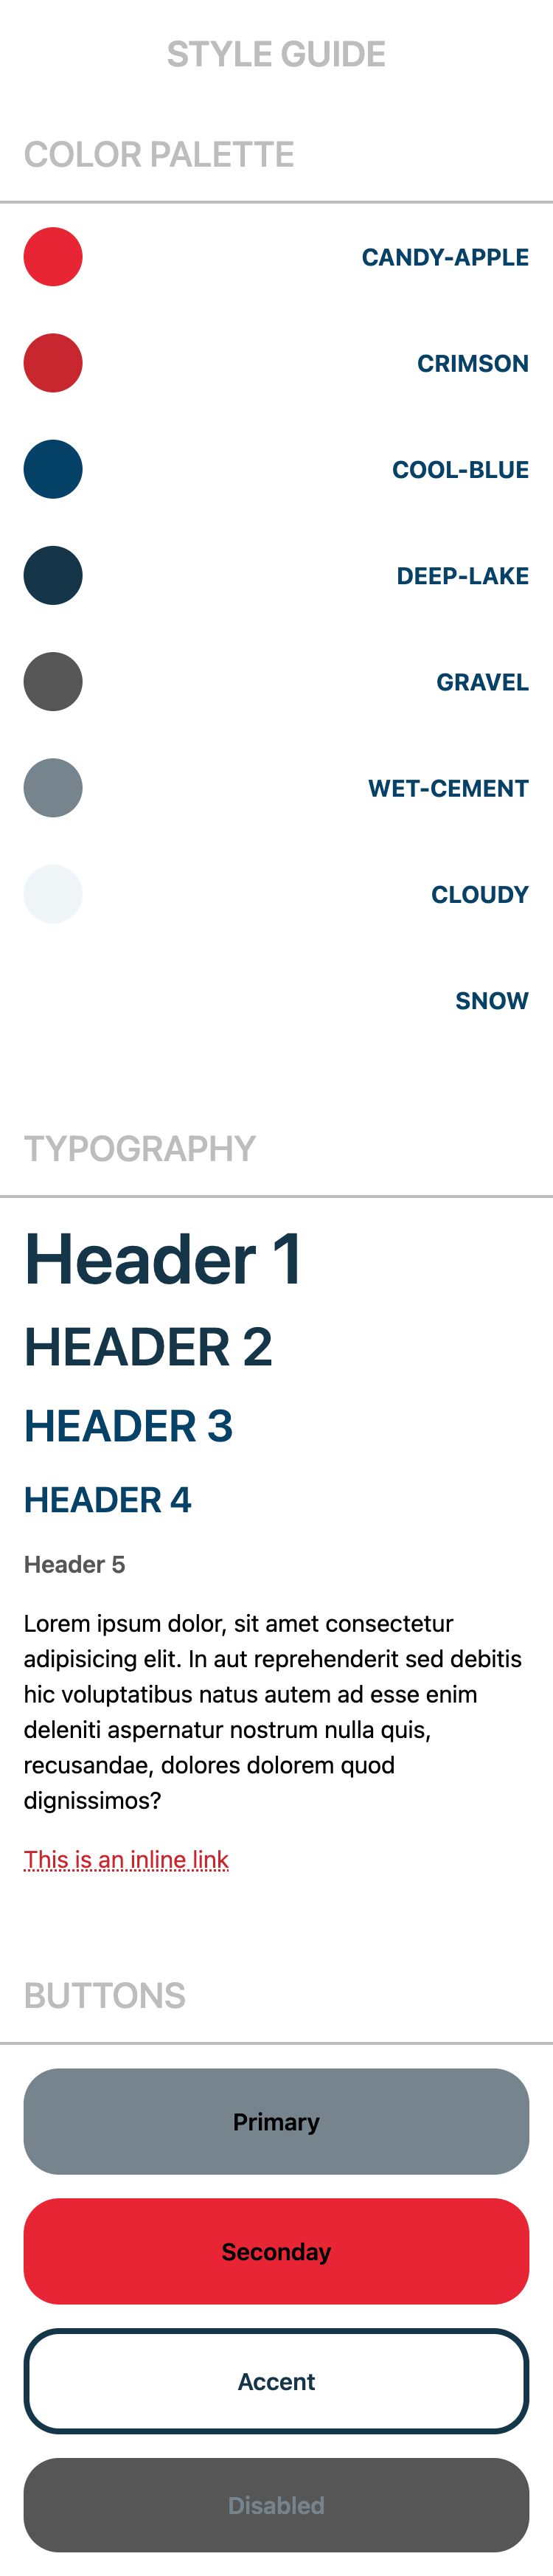 STYLE GUIDE
COLOR PALETTE
CANDY-APPLE
CRIMSON
COOL-BLUE
DEEP-LAKE
GRAVEL
WET-CEMENT
CLOUDY
SNOW
TYPOGRAPHY
Header 1
HEADER 2
HEADER 3
HEADER 4
Header 5
Lorem ipsum dolor, sit amet consectetur
adipisicing elit. In aut reprehenderit sed debitis
hic voluptatibus natus autem ad esse enim
deleniti aspernatur nostrum nulla quis,
recusandae, dolores dolorem quod
dignissimos?
This is an inline link
BUTTONS
Primary
Seconday
Accent
Disabled